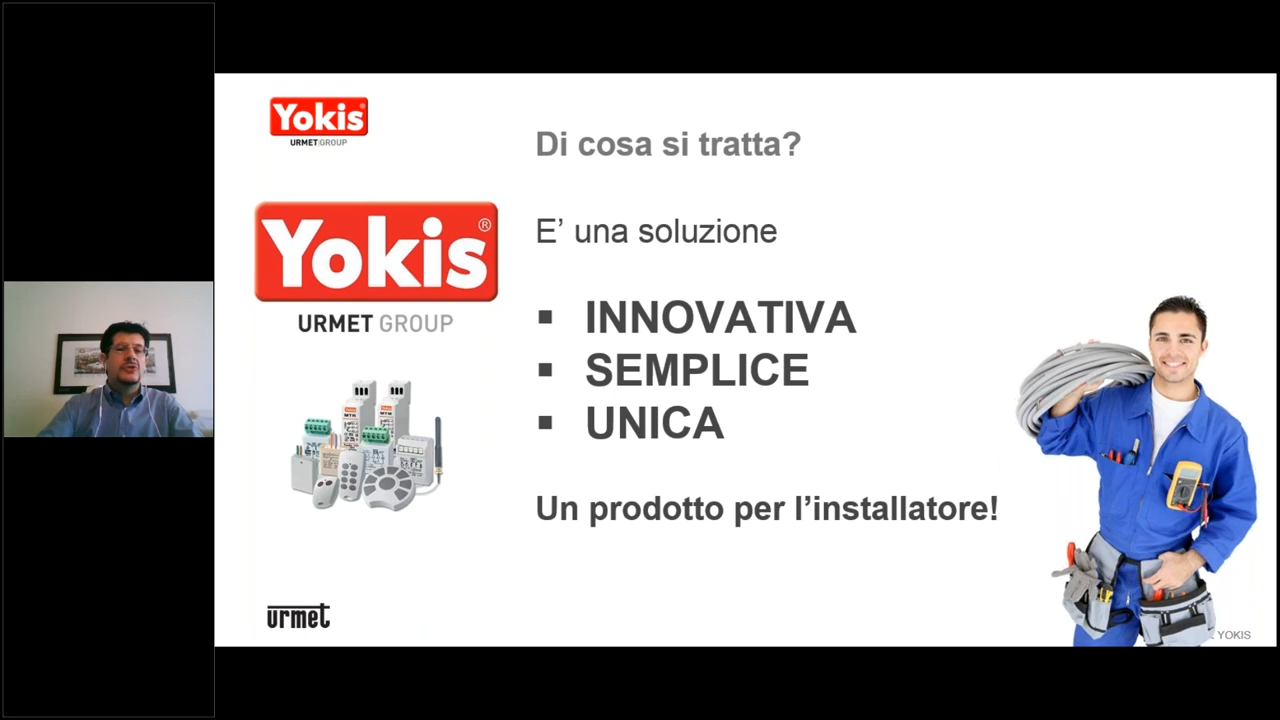 Yokis
URMET GROUP
Di cosa si tratta?
Yokis®
URMET GROUP
E’ una soluzione
▪ INNOVATIVA
▪ SEMPLICE
▪ UNICA
Un prodotto per l’installatore!
urmet
YOKIS